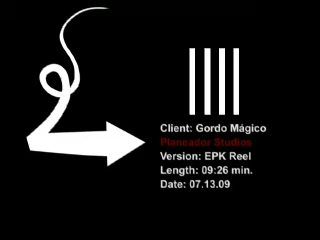 Client: Gordo Mágico
Planeador Studios
Version: EPK Reel
Length: 09:26 min.
Date: 07.13.09